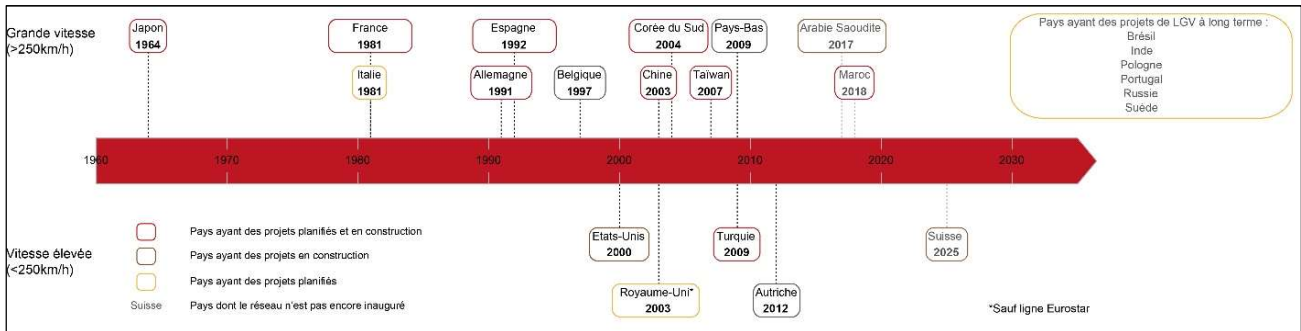 Grande vitesse
(>250km/h)
Japon
1964
France
1981
Espagne
1992
Corée du Sud
2004
Pays-Bas
2009
Arabie Saoudite
2017
Italie
1981
Allemagne
1991
Belgique
1997
Chine
2003
Taïwan
2007
Maroc
2018
Pays ayant des projets de LGV à long terme :
Brésil
Inde
Pologne
Portugal
Russie
Suéde
1960 1970 1980 1990 2000 2010 2020 2030
Etats-Unis
2000
Turquie
2009
Suisse
2025
Royaume-Uni*
2003
Autriche
2012
Vitesse élevée
(<250km/h)
Pays ayant des projets planifiés et en construction
Pays ayant des projets en construction
Pays ayant des projets planifiés
Suisse Pays dont le réseau n'est pas encore inauguré
*Sauf ligne Eurostar